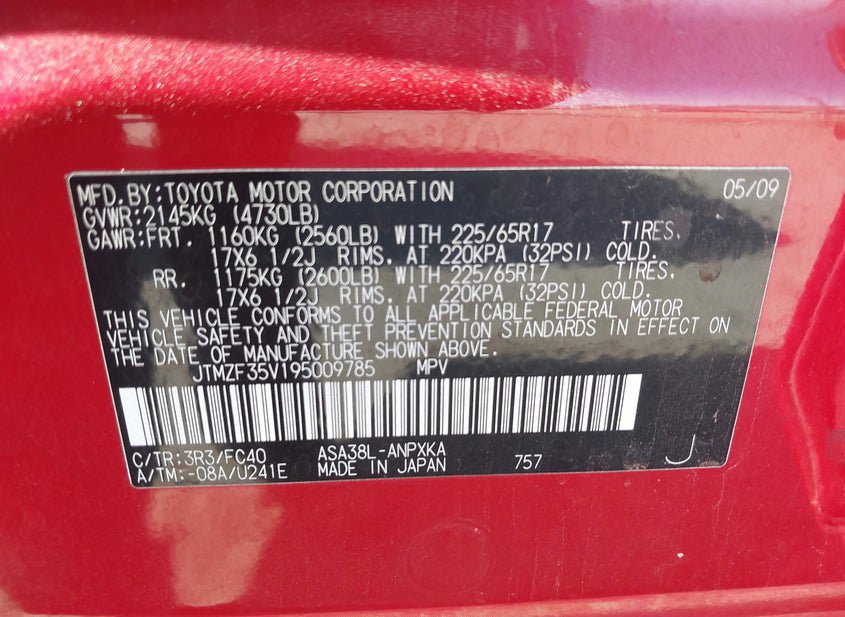 MFD. BY: TOYOTA MOTOR CORPORATION 05/09
GVWR: 2145KG (4730LB)
GAWR: FRT. 1160KG (2560LB) WITH 225/65R17 TIRES,
17X6 1/2J RIMS, AT 220KPA (32PSI) COLD.
RR. 1175KG (2600LB) WITH 225/65R17 TIRES,
17X6 1/2J RIMS, AT 220KPA (32PSI) COLD.
THIS VEHICLE CONFORMS TO ALL APPLICABLE FEDERAL MOTOR
VEHICLE SAFETY AND THEFT PREVENTION STANDARDS IN EFFECT ON
THE DATE OF MANUFACTURE SHOWN ABOVE.
JTMZF35V195009785 MPV
C/TR: 3R3/FC40 ASA38L-ANPXKA
A/TM: -08A/U241E MADE IN JAPAN 757 J